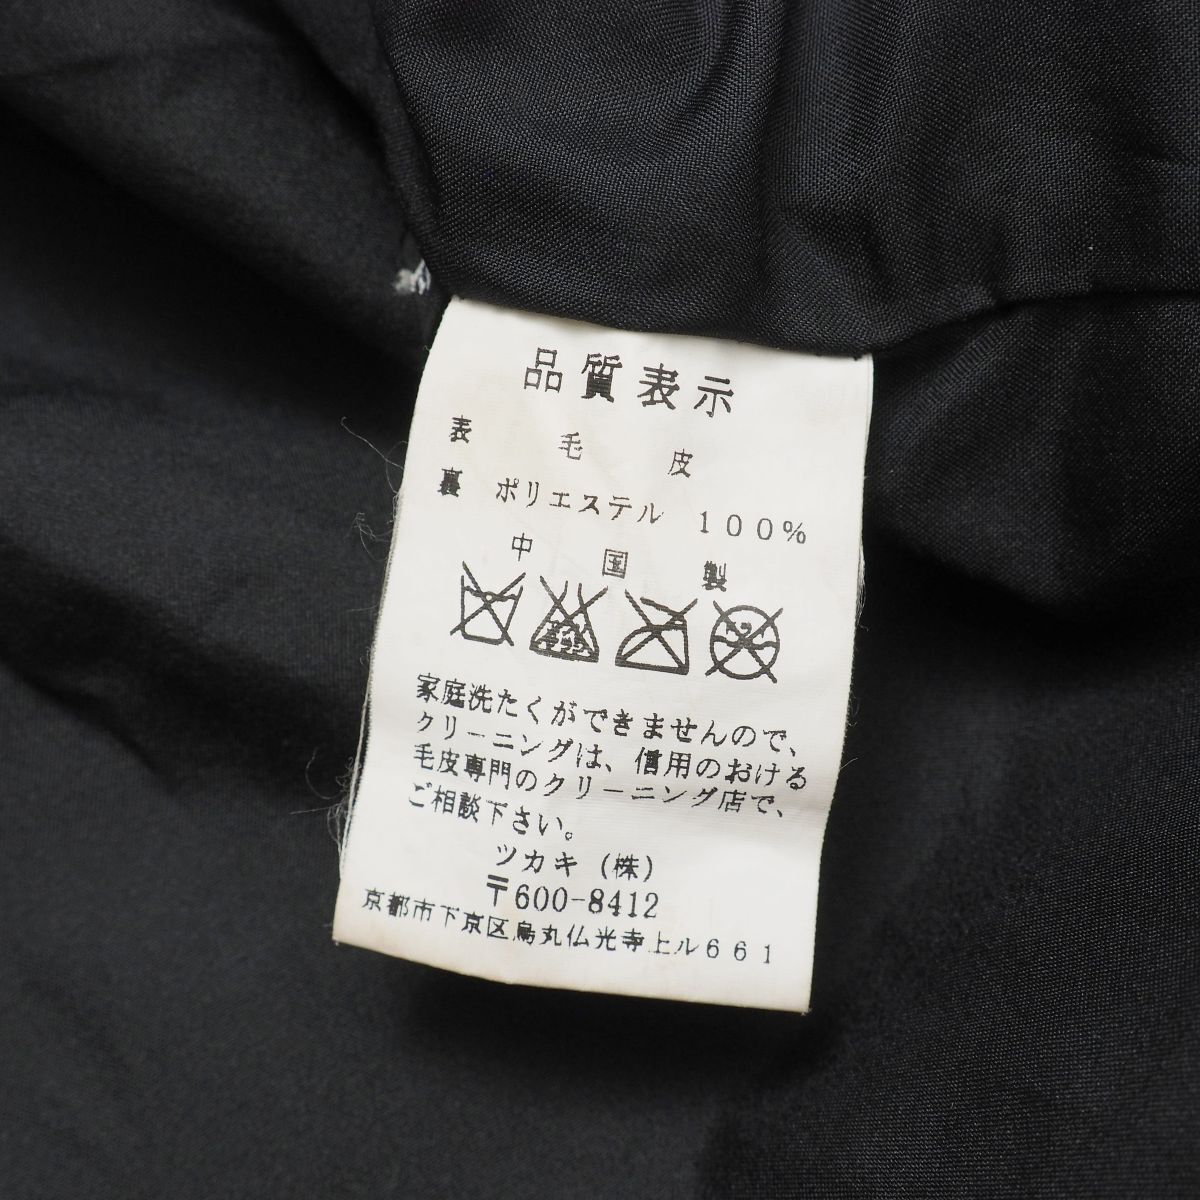 品質表示
表 毛 皮
裏 ポリエステル 100%
中 国 製
家庭洗たくができませんので、
クリーニングは、信用のおける
毛皮専門のクリーニング店で、
ご相談下さい。
ツカキ(株)
〒600-8412
京都市下京区烏丸仏光寺上ル661